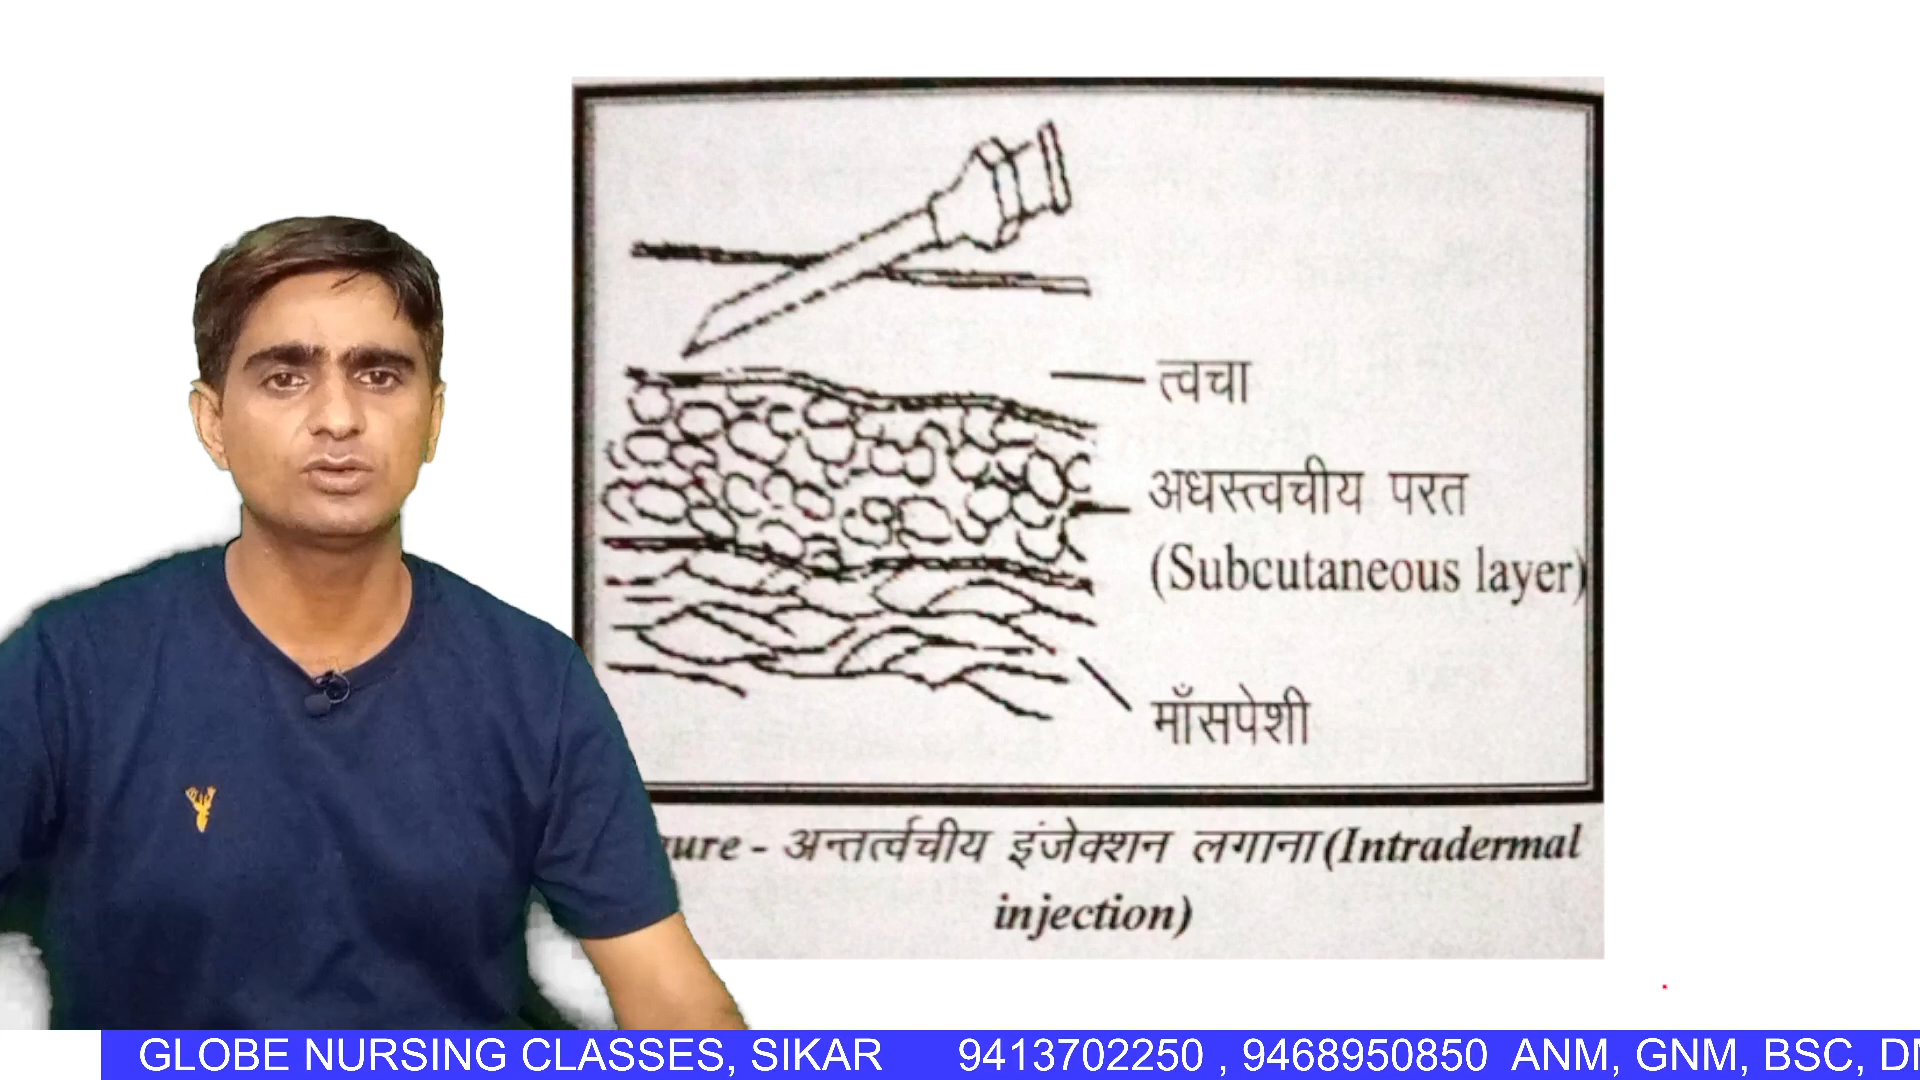 त्वचा
अधस्त्वचीय परत
(Subcutaneous layer)
माँसपेशी
अन्तर्त्वचीय इंजेक्शन लगाना (Intradermal
injection)
GLOBE NURSING CLASSES, SIKAR 9413702250 , 9468950850 ANM, GNM, BSC,